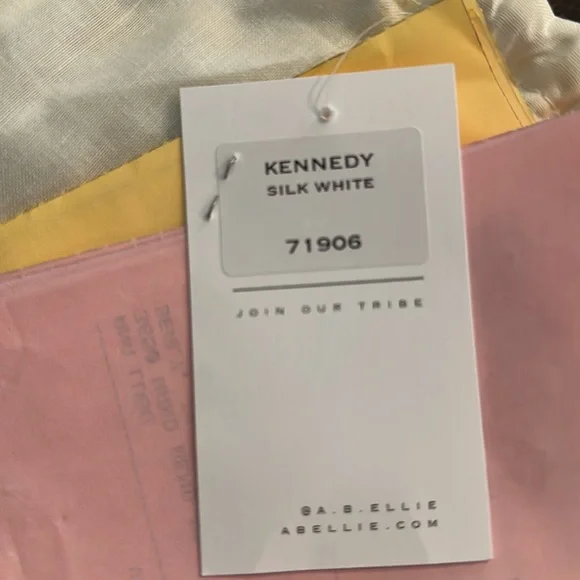 KENNEDY
SILK WHITE
71906
JOIN OUR TRIBE
@A.B.ELLIE
ABELLIE.COM